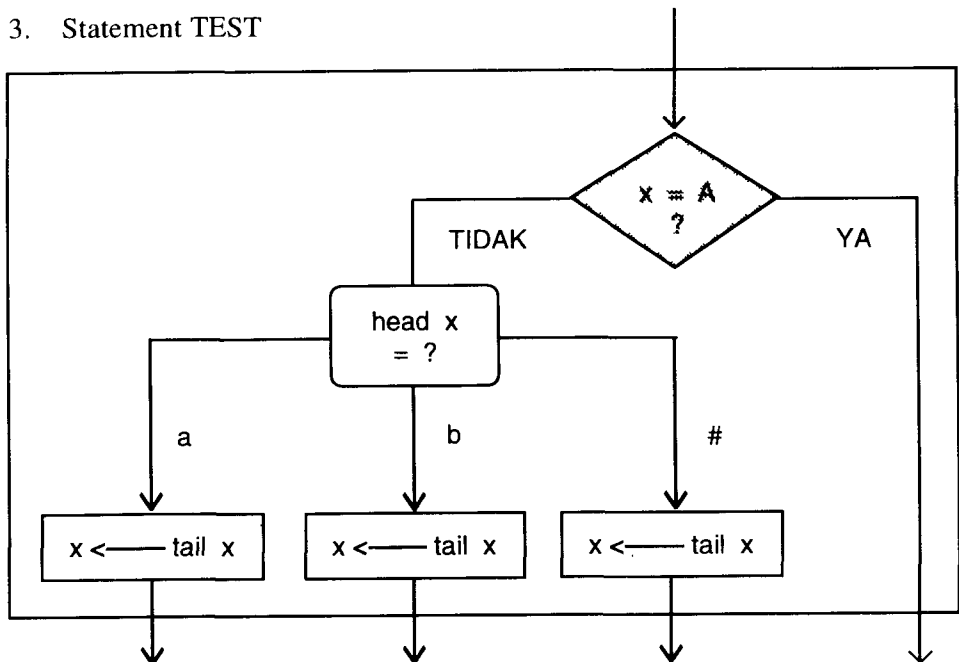 3. Statement TEST
x = A
?
TIDAK
YA
head x
= ?
a
b
#
x <—— tail x
x <—— tail x
x <—— tail x